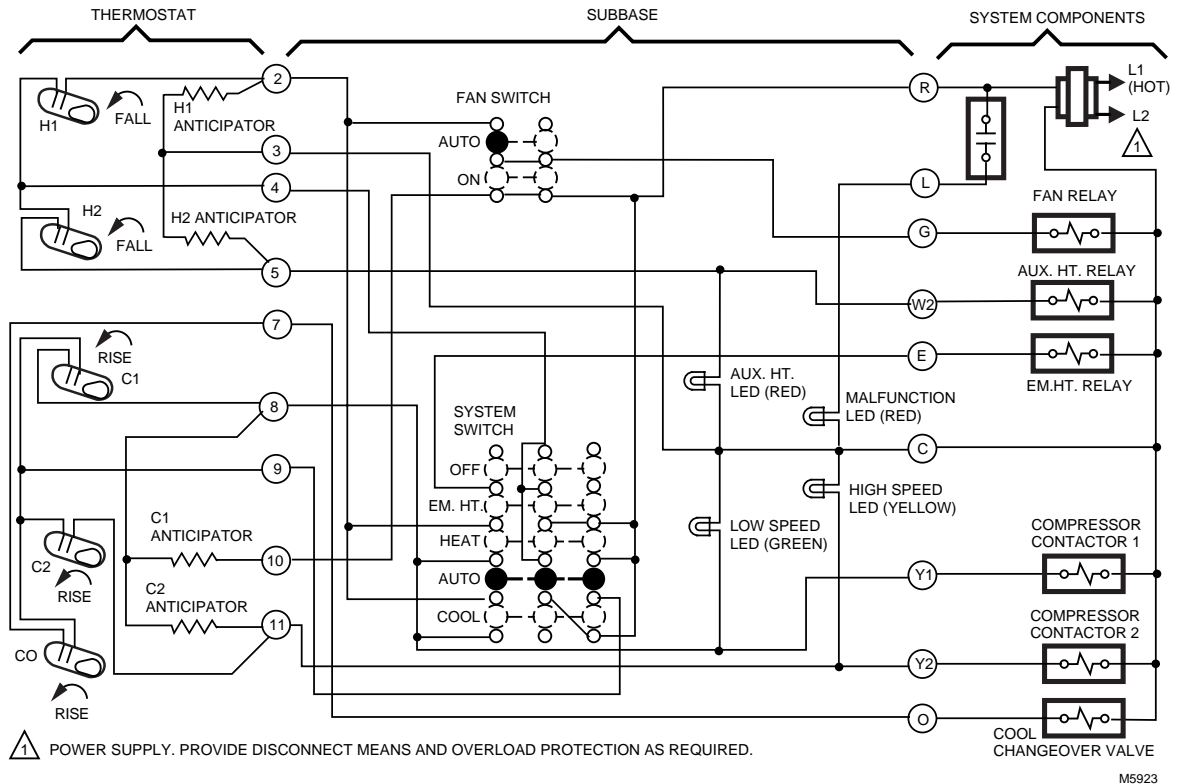 THERMOSTAT
SUBBASE
SYSTEM COMPONENTS
2
R
L1
(HOT)
L2
1
H1
FALL
H1
ANTICIPATOR
FAN SWITCH
AUTO
ON
3
4
L
FAN RELAY
H2
FALL
H2 ANTICIPATOR
G
5
AUX. HT. RELAY
W2
7
RISE
C1
E
EM.HT. RELAY
AUX. HT.
LED (RED)
MALFUNCTION
LED (RED)
8
SYSTEM
SWITCH
C
OFF
9
EM. HT.
HIGH SPEED
LED (YELLOW)
C1
ANTICIPATOR
HEAT
LOW SPEED
LED (GREEN)
COMPRESSOR
CONTACTOR 1
C2
RISE
10
AUTO
Y1
C2
ANTICIPATOR
11
COOL
COMPRESSOR
CONTACTOR 2
CO
RISE
Y2
O
COOL
CHANGEOVER VALVE
1 POWER SUPPLY. PROVIDE DISCONNECT MEANS AND OVERLOAD PROTECTION AS REQUIRED.
M5923